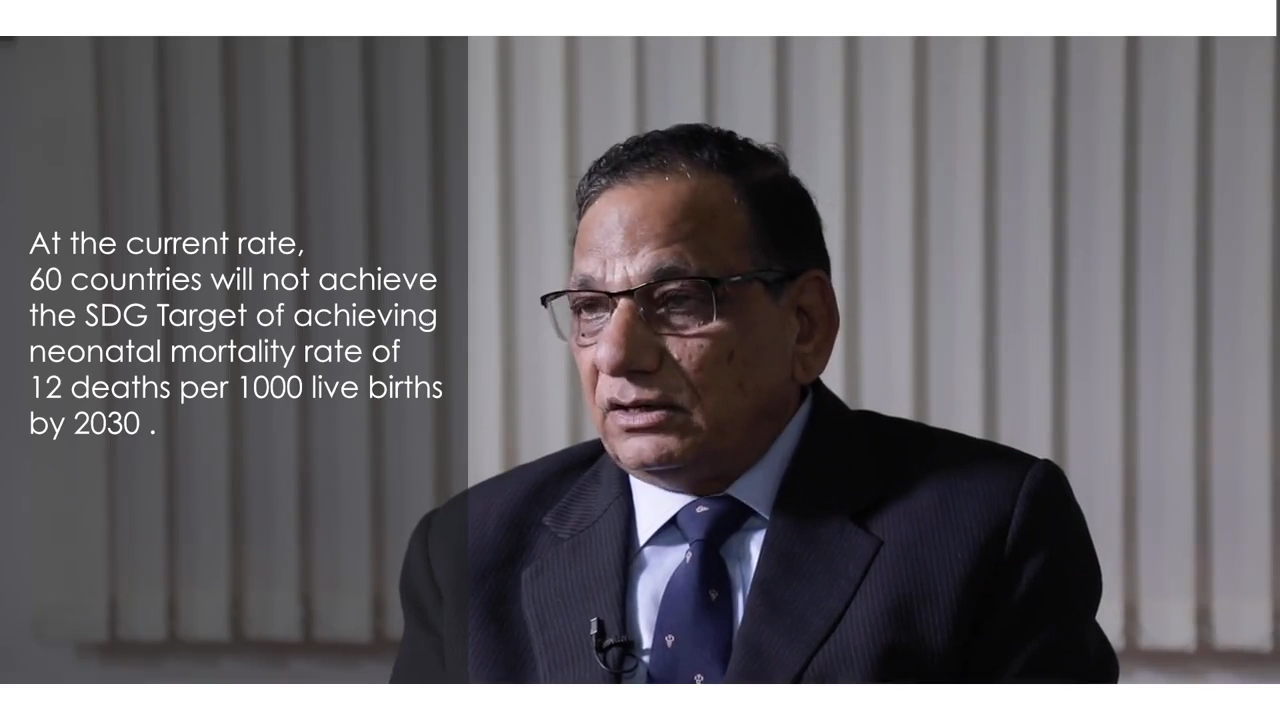 At the current rate,
60 countries will not achieve
the SDG Target of achieving
neonatal mortality rate of
12 deaths per 1000 live births
by 2030 .